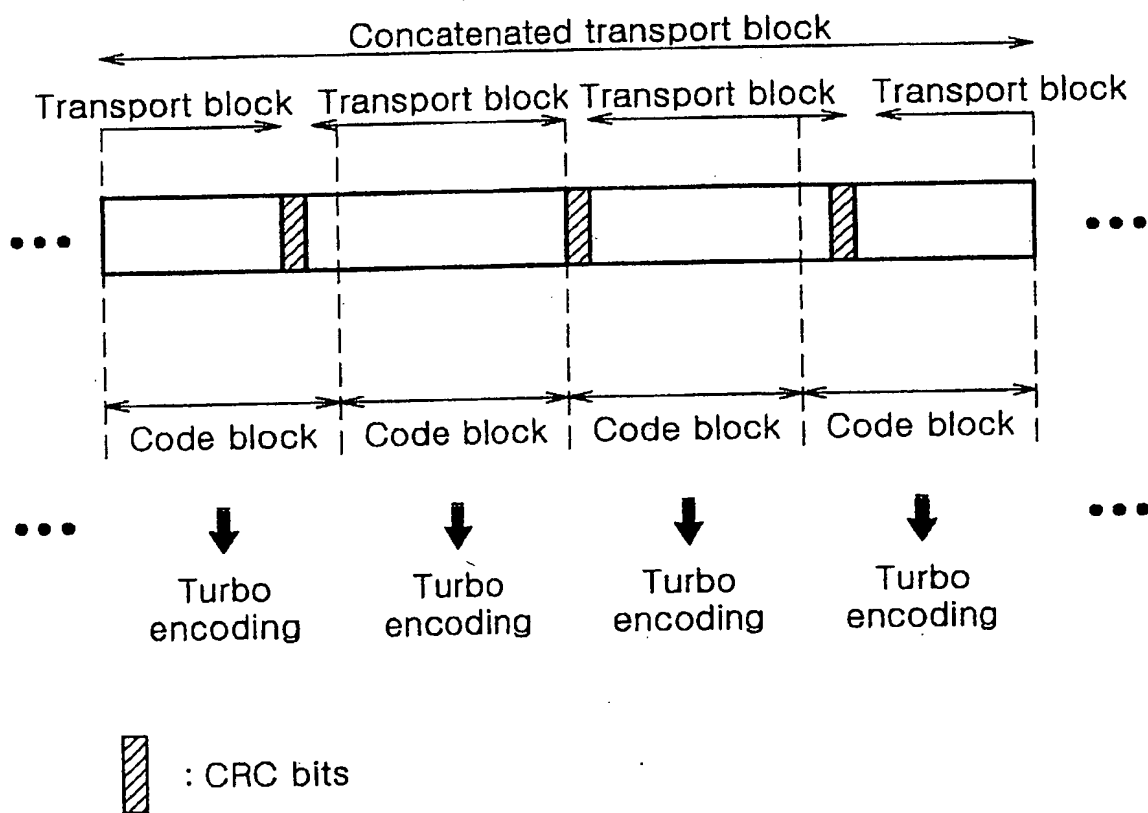 Concatenated transport block
Transport block Transport block Transport block Transport block
Code block Code block Code block Code block
Turbo encoding Turbo encoding Turbo encoding Turbo encoding
: CRC bits